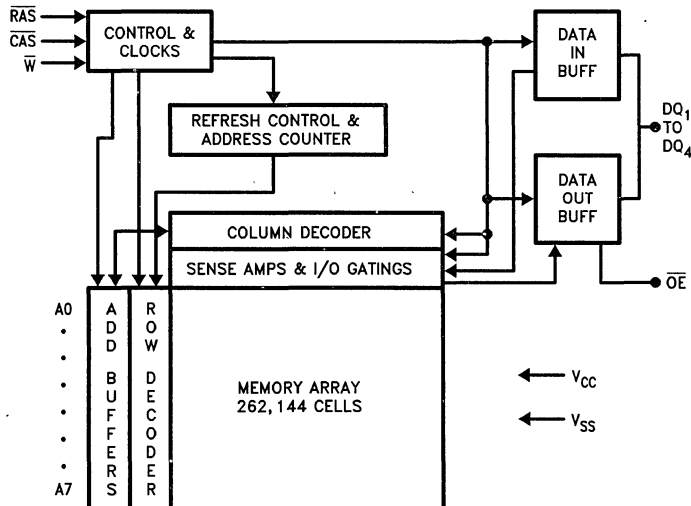 RAS
CAS
W
CONTROL &
CLOCKS
DATA
IN
BUFF
REFRESH CONTROL &
ADDRESS COUNTER
DQ1
TO
DQ4
DATA
OUT
BUFF
COLUMN DECODER
SENSE AMPS & I/O GATINGS
OE
A0
A7
ADD BUFFERS
ROW DECODER
MEMORY ARRAY
262,144 CELLS
VCC
VSS